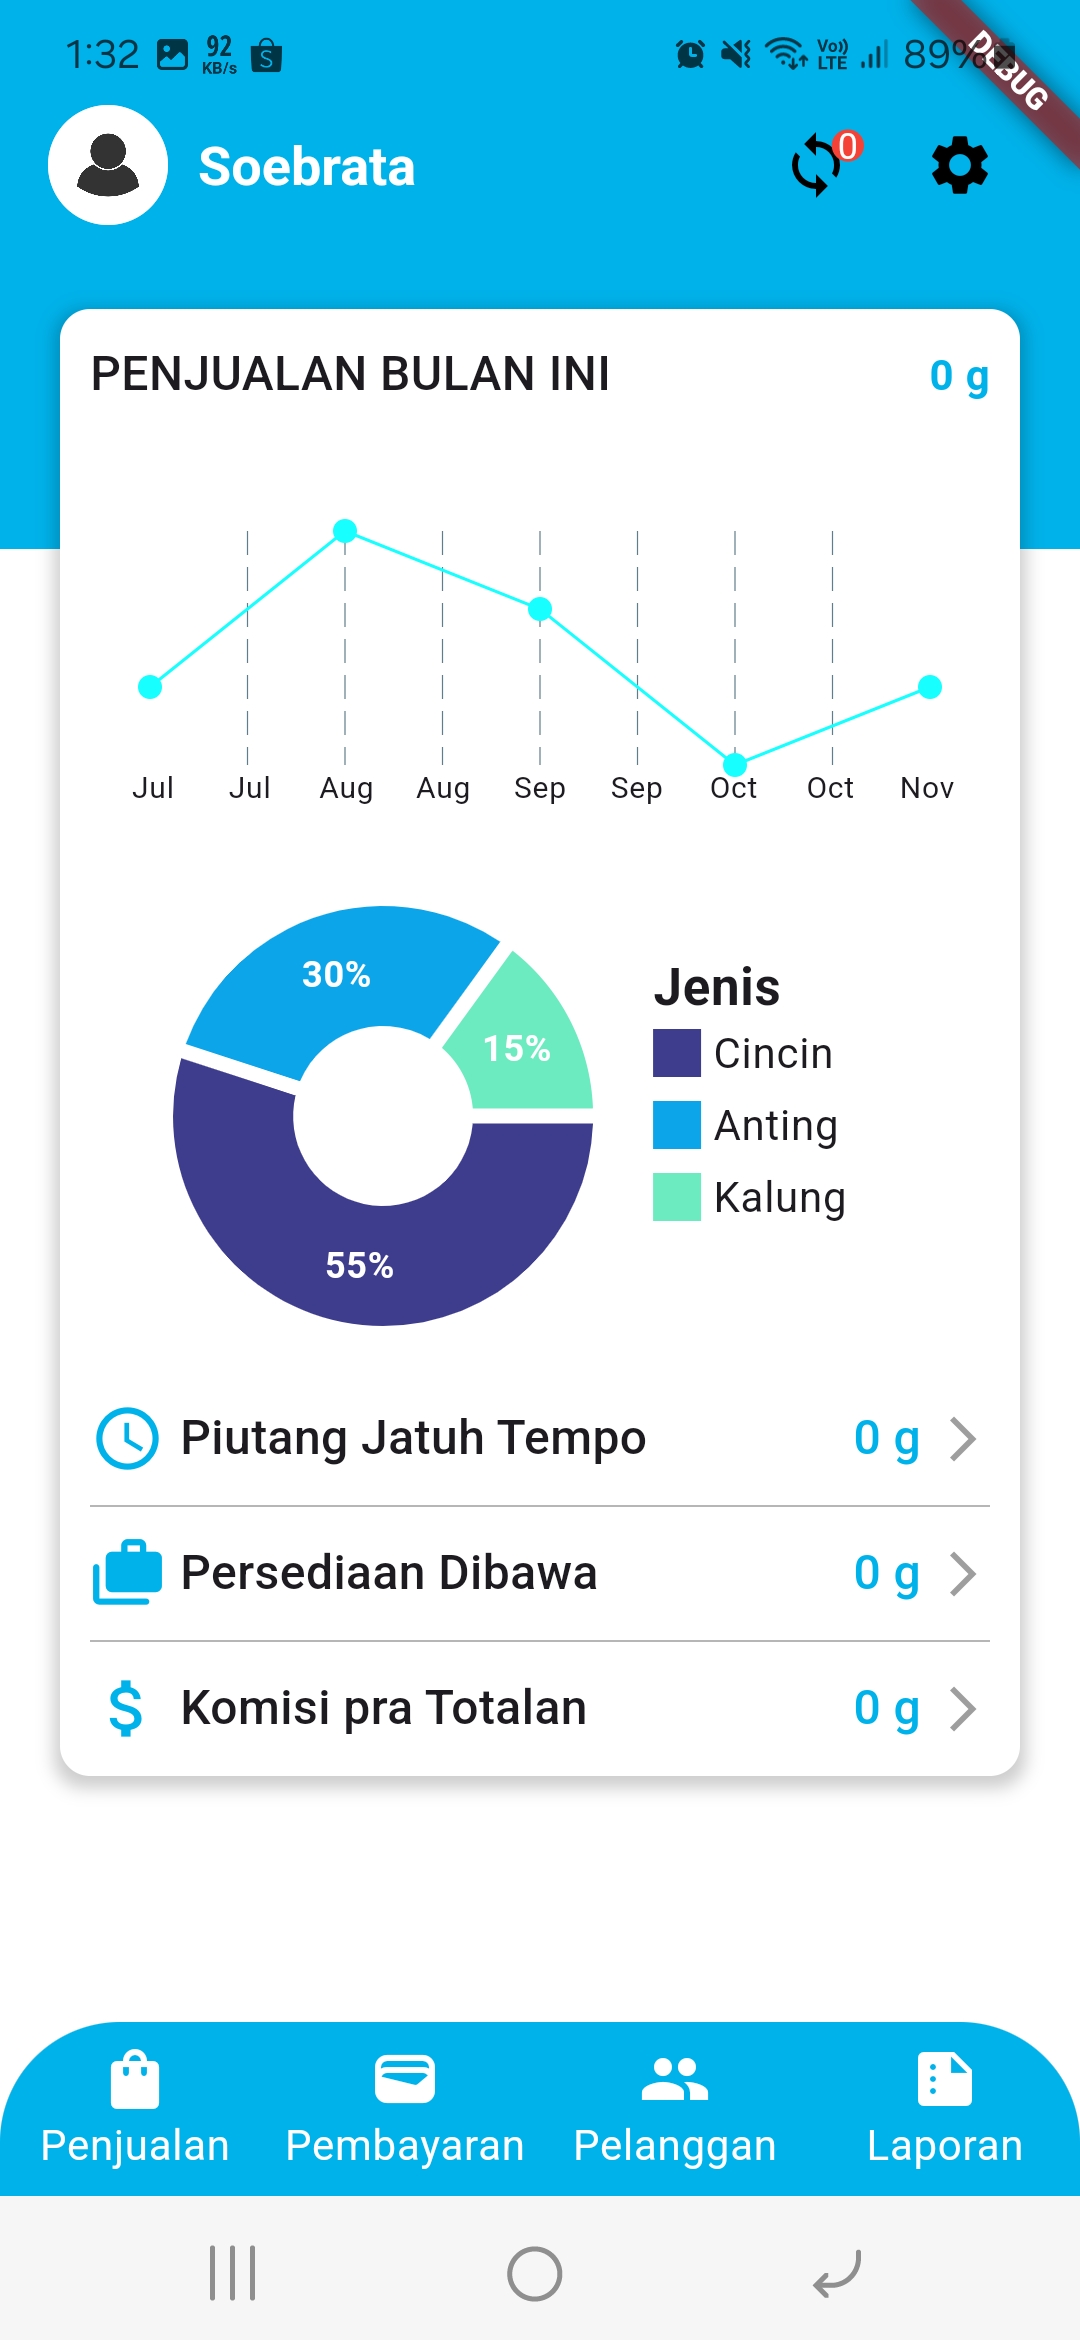 1:32 92 KB/s S Vo)) LTE 89% DEBUG
Soebrata 0
PENJUALAN BULAN INI 0 g
Jul Jul Aug Aug Sep Sep Oct Oct Nov
30%
15%
55%
Jenis
Cincin
Anting
Kalung
Piutang Jatuh Tempo 0 g
Persediaan Dibawa 0 g
$ Komisi pra Totalan 0 g
Penjualan Pembayaran Pelanggan Laporan